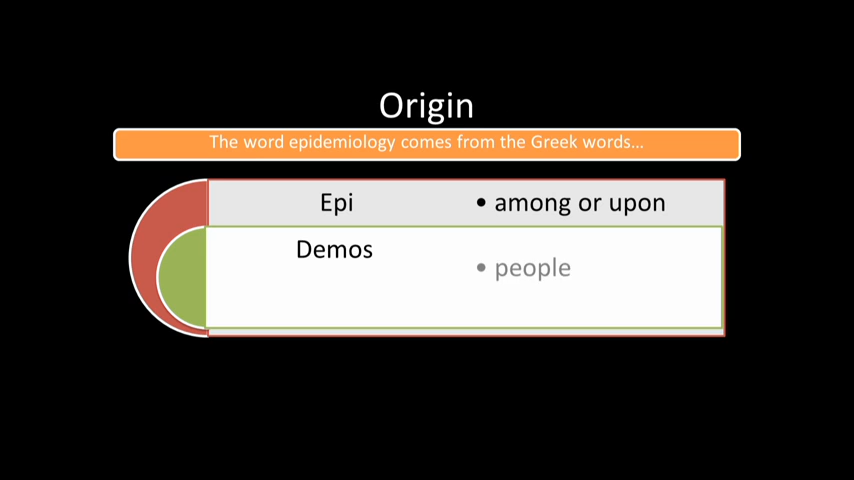 Origin
The word epidemiology comes from the Greek words...
Epi • among or upon
Demos
• people